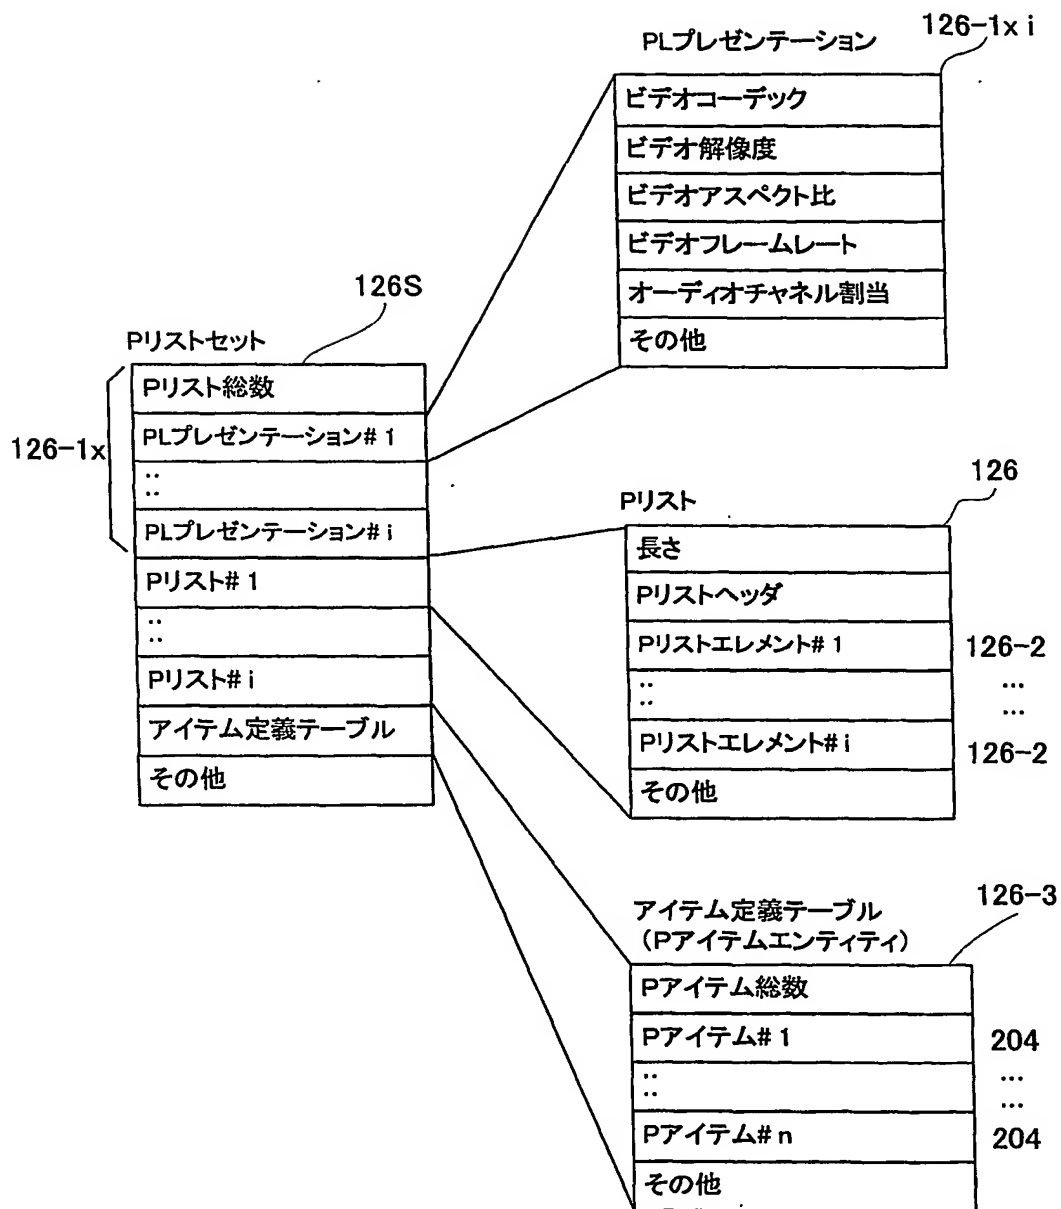 126-1x i
PLプレゼンテーション
ビデオコーデック
ビデオ解像度
ビデオアスペクト比
ビデオフレームレート
オーディオチャネル割当
その他
126S
Pリストセット
126-1x
Pリスト総数
PLプレゼンテーション#1
::
PLプレゼンテーション#i
Pリスト#1
::
Pリスト#i
アイテム定義テーブル
その他
126
Pリスト
長さ
Pリストヘッダ
Pリストエレメント#1
126-2
::
...
...
Pリストエレメント#i
126-2
その他
126-3
アイテム定義テーブル
(Pアイテムエンティティ)
Pアイテム総数
Pアイテム#1
204
::
...
...
Pアイテム#n
204
その他